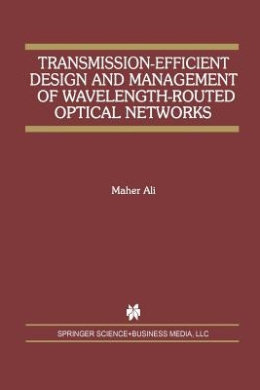 TRANSMISSION-EFFICIENT
DESIGN AND MANAGEMENT
OF WAVELENGTH-ROUTED
OPTICAL NETWORKS
Maher Ali
SPRINGER SCIENCE+BUSINESS MEDIA, LLC